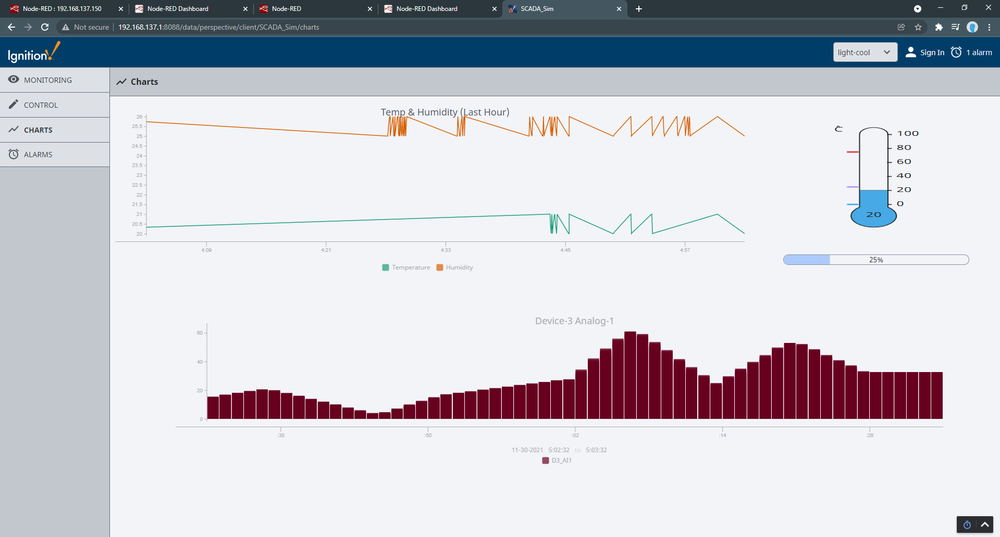 Node-RED : 192.168.137.150
Node-RED Dashboard
Node-RED
Node-RED Dashboard
SCADA_Sim
Not secure
192.168.137.1:8088/data/perspective/client/SCADA_Sim/charts
Ignition!
light-cool
Sign In
1 alarm
MONITORING
CONTROL
CHARTS
ALARMS
Charts
Temp & Humidity (Last Hour)
26
25.5
25
24.5
24
23.5
23
22.5
22
21.5
21
20.5
20
4:09
4:21
4:33
4:45
4:57
Temperature
Humidity
100
80
60
40
20
0
20
25%
Device-3 Analog-1
60
40
20
0
:38
:50
:02
:14
:26
11-30-2021 5:02:32 to 5:03:32
D3_AI1